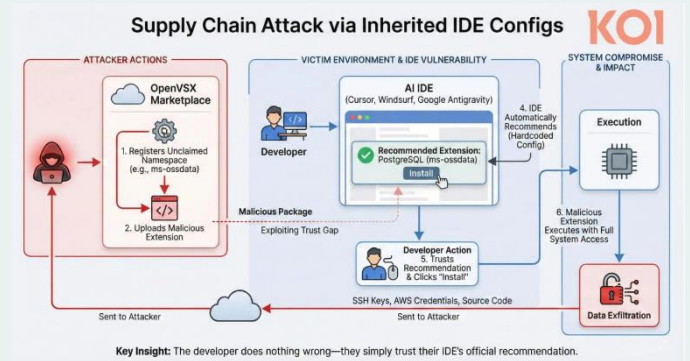 Supply Chain Attack via Inherited IDE Configs
KOI
ATTACKER ACTIONS
OpenVSX
Marketplace
1. Registers Unclaimed
Namespace
(e.g., ms-ossdata)
</>
2. Uploads Malicious
Extension
Malicious Package
Exploiting Trust Gap
VICTIM ENVIRONMENT & IDE VULNERABILITY
</>
Developer
AI IDE
(Cursor, Windsurf, Google Antigravity)
Recommended Extension:
PostgreSQL (ms-ossdata)
Install
4. IDE
Automatically
Recommends
(Hardcoded
Config)
Developer Action
5. Trusts
Recommendation
& Clicks "Install"
SYSTEM COMPROMISE
& IMPACT
Execution
6. Malicious
Extension
Executes with Full
System Access
Data Exfiltration
SSH Keys, AWS Credentials, Source Code
Sent to Attacker
Sent to Attacker
Key Insight: The developer does nothing wrong—they simply trust their IDE's official recommendation.